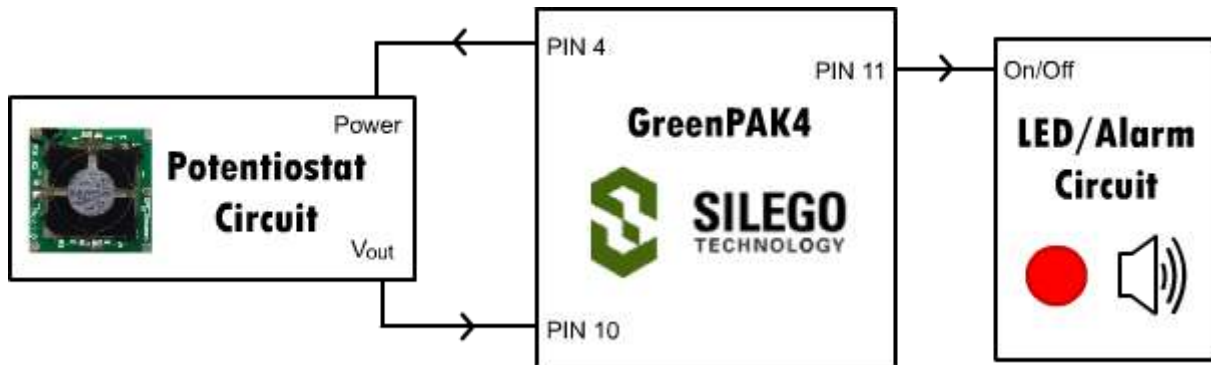 Power
Potentiostat
Circuit
Vout
PIN 4
PIN 11
GreenPAK4
SILEGO
TECHNOLOGY
PIN 10
On/Off
LED/Alarm
Circuit